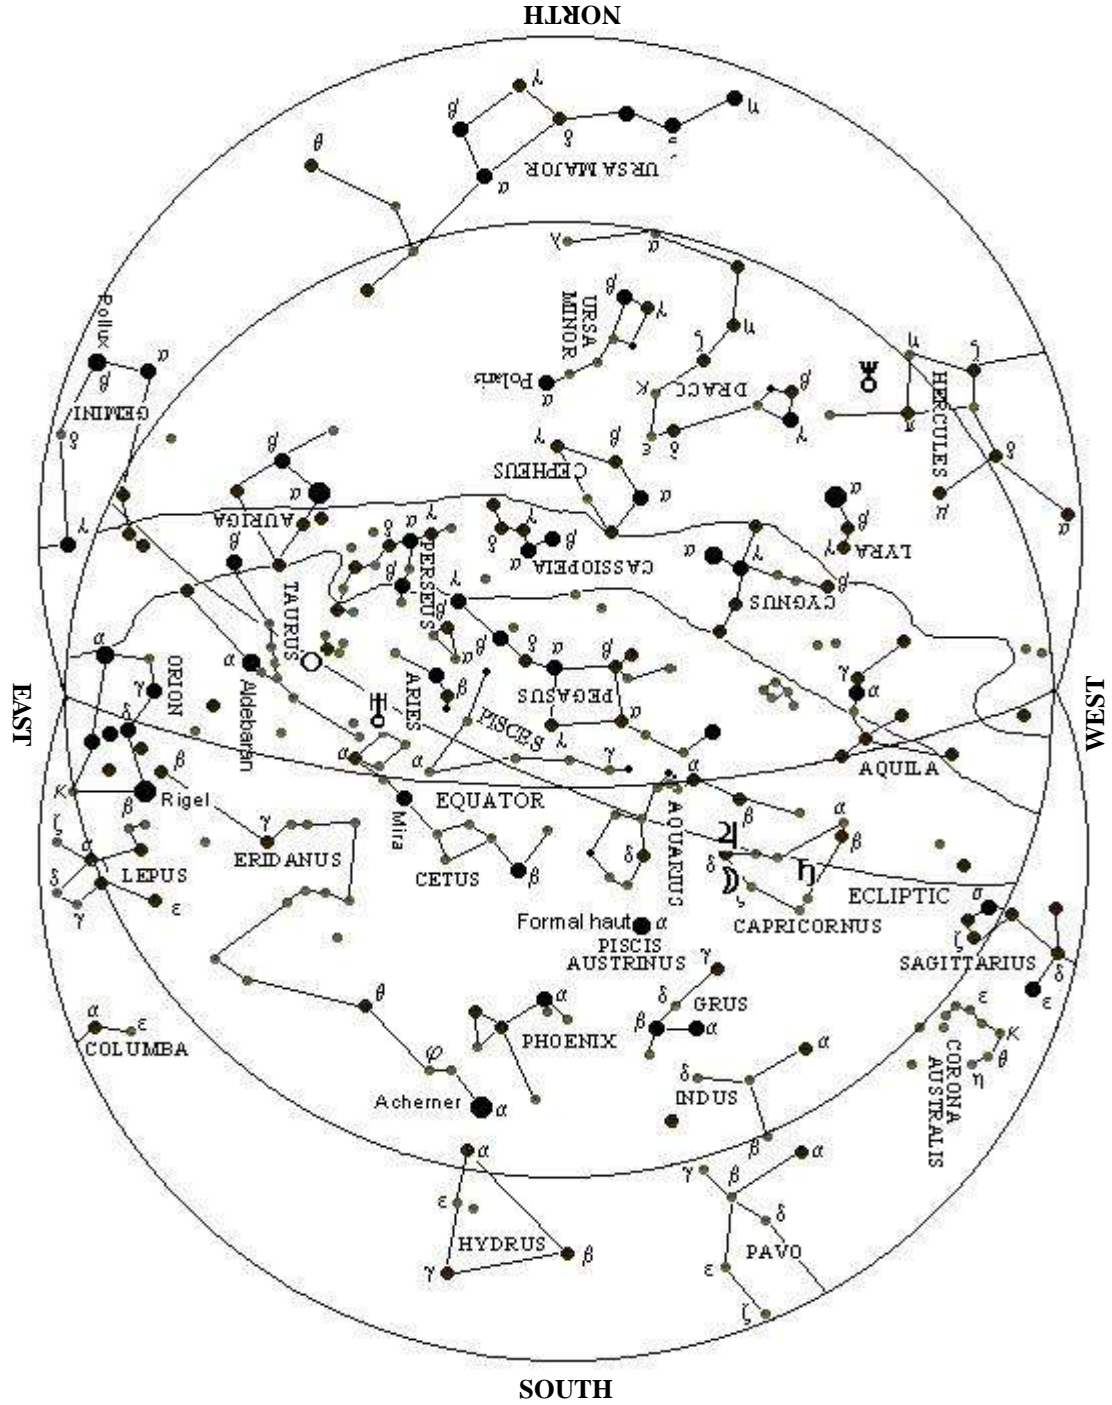 NORTH
γ
β
η
δ
ζ
θ
α
URSA MAJOR
λ
α
Pollux
β
α
GEMINI
δ
γ
URSA
MINOR
β
γ
Polaris
α
η
ζ
κ
DRACC
β
γ
ε
δ
η
ζ
HERCULES
π
δ
μ
α
β
α
AURIGA
γ
β
CEPHEUS
α
α
β
γ
LYRA
β
δ
α
γ
β
PERSEUS
γ
δ
β
α
CASSIOPEIA
α
γ
β
CYGNUS
TAURUS
γ
β
α
β
δ
α
β
PEGASUS
α
γ
α
ORION
γ
δ
α
Aldebaran
β
ARIES
PISCES
α
α
γ
γ
α
EAST
WEST
κ
β
Rigel
β
EQUATOR
Mira
α
β
AQUARIUS
δ
AQUILA
α
β
ζ
δ
γ
LEPUS
ε
γ
ERIDANUS
CETUS
β
δ
ς
CAPRICORNUS
ECLIPTIC
Formal haut
α
PISCIS
AUSTRINUS
σ
ζ
SAGITTARIUS
δ
ε
α
ε
COLUMBA
θ
φ
Acherner
α
α
PHOENIX
γ
δ
GRUS
β
α
δ
INDUS
α
β
ε
κ
θ
η
CORONA
AUSTRALIS
α
ε
HYDRUS
γ
β
γ
β
α
δ
PAVO
ε
ζ
SOUTH